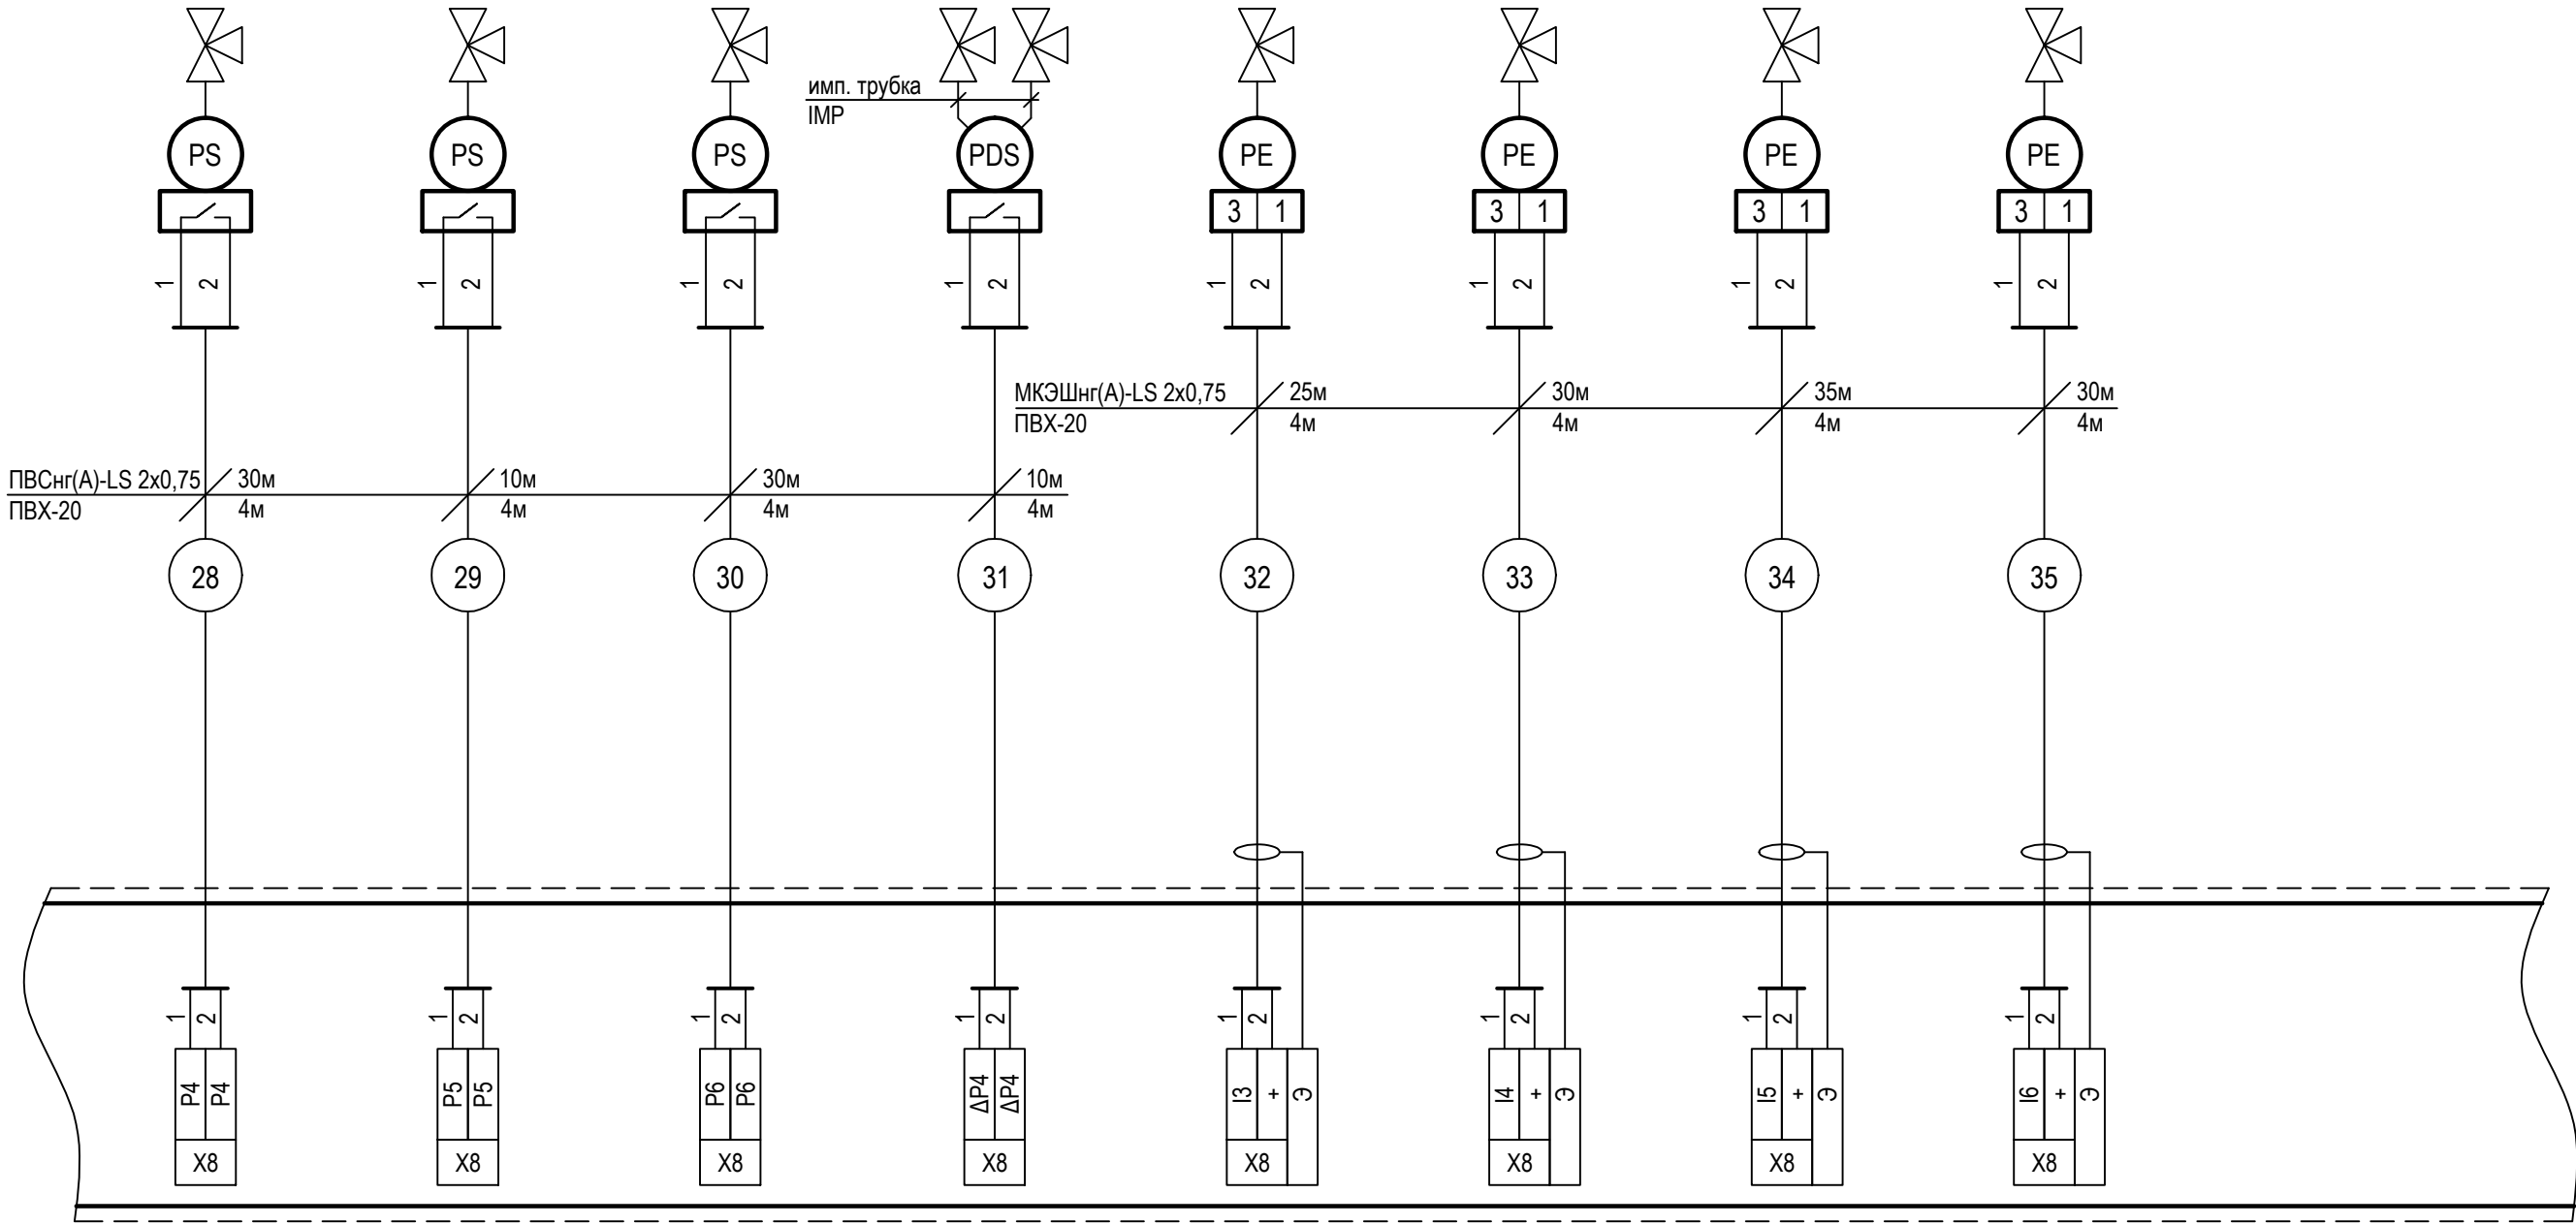 имп. трубка
IMP
PS PS PS PDS PE PE PE PE
3 1 3 1 3 1 3 1
1 2 1 2 1 2 1 2 1 2 1 2 1 2 1 2
МКЭШнг(А)-LS 2x0,75 25м 30м 35м 30м
ПВХ-20 4м 4м 4м 4м
ПВСнг(А)-LS 2x0,75 30м 10м 30м 10м
ПВХ-20 4м 4м 4м 4м
28 29 30 31 32 33 34 35
1 2 1 2 1 2 1 2 1 2 1 2 1 2 1 2
P4 P4 P5 P5 P6 P6 ΔP4 ΔP4 I3 + Э I4 + Э I5 + Э I6 + Э
X8 X8 X8 X8 X8 X8 X8 X8